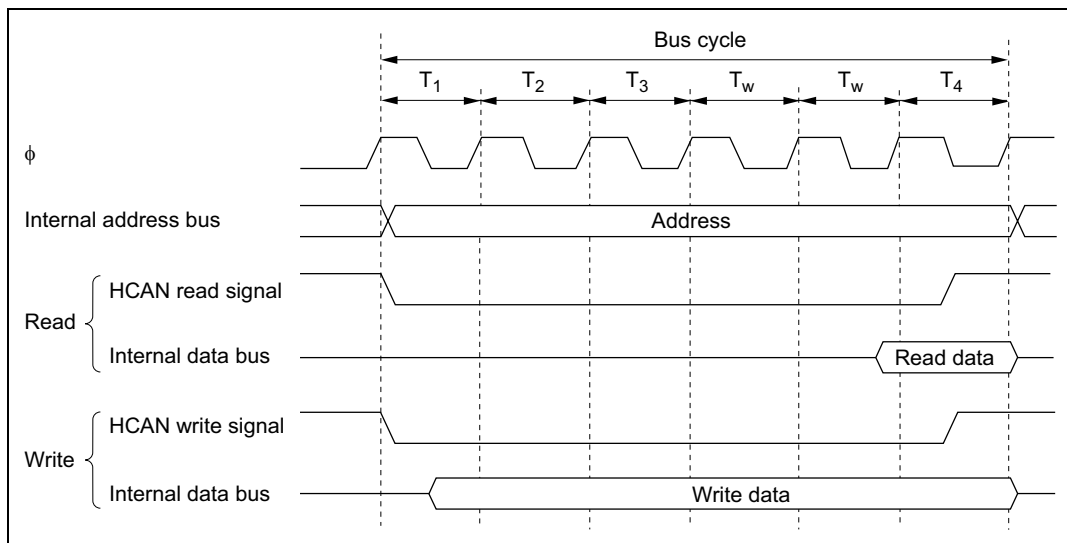 Bus cycle
T1 T2 T3 Tw Tw T4
ϕ
Internal address bus Address
HCAN read signal
Read
Internal data bus Read data
HCAN write signal
Write
Internal data bus Write data